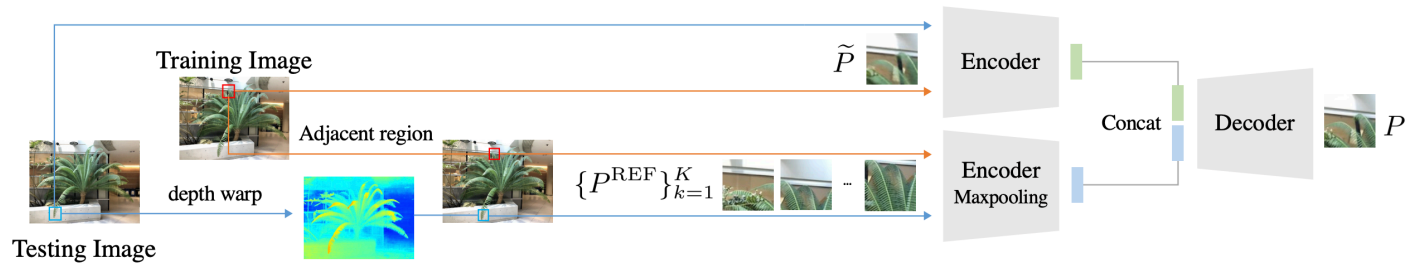 Training Image
P̃
Encoder
Adjacent region
Concat
Decoder
P
depth warp
{P^REF}_{k=1}^K
...
Encoder
Maxpooling
Testing Image